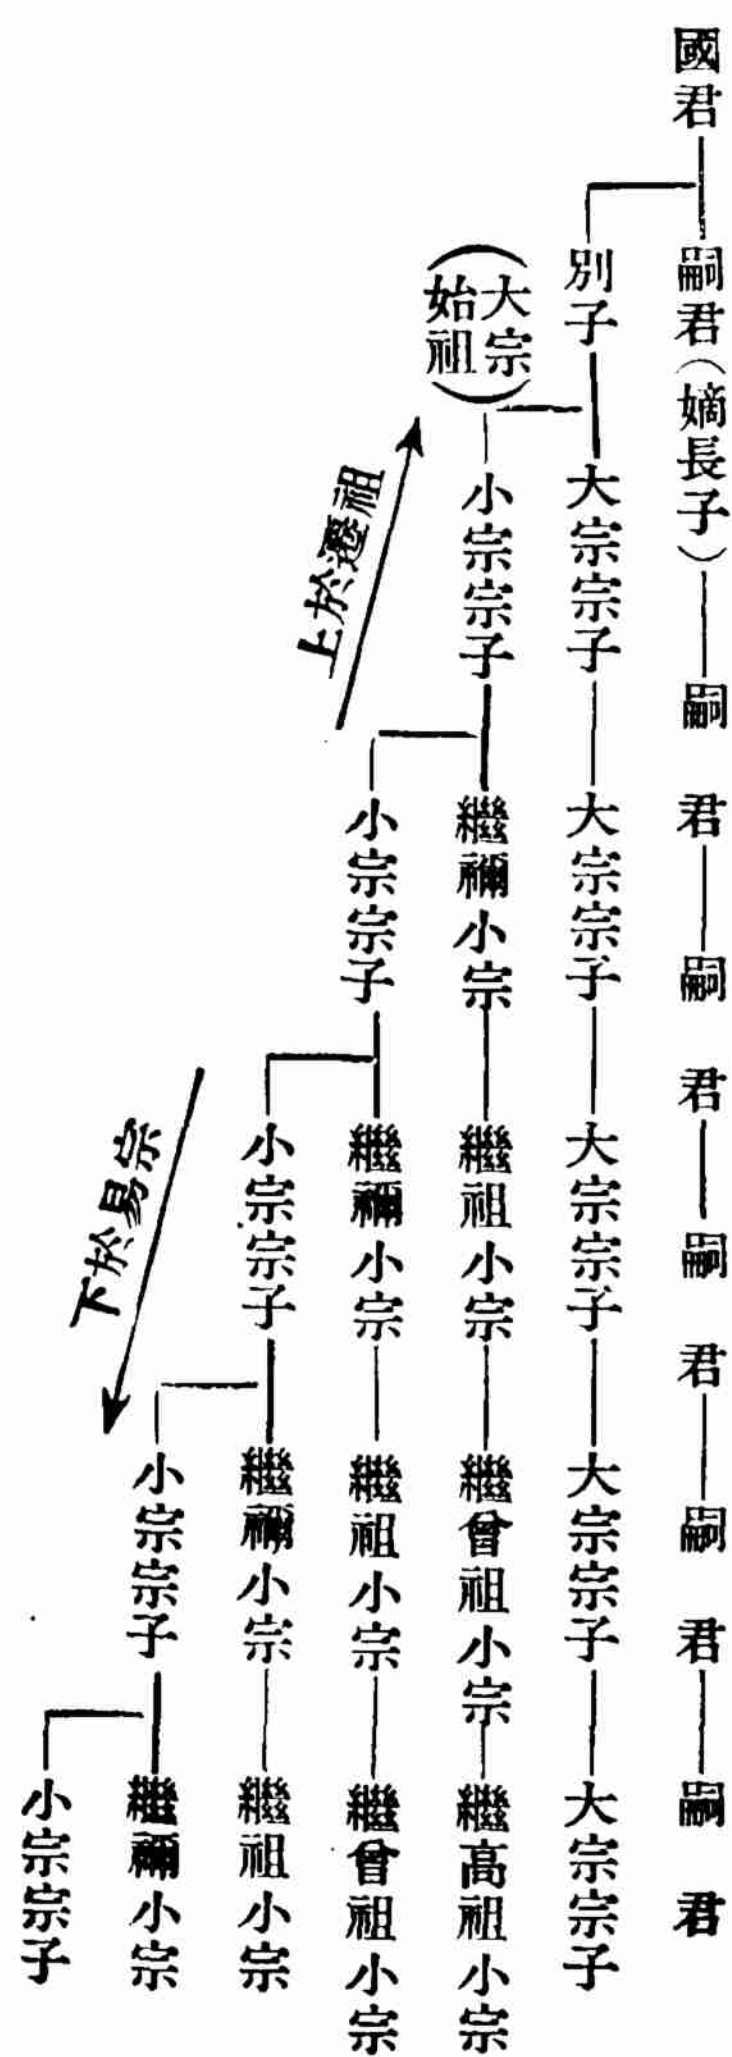 國君 嗣君(嫡長子) 嗣君 嗣君 嗣君 嗣君 嗣君
別子 大宗宗子 大宗宗子 大宗宗子 大宗宗子 大宗宗子
(大宗
始祖)
小宗宗子 繼禰小宗 繼祖小宗 繼曾祖小宗 繼高祖小宗
祖遷於上
小宗宗子 繼禰小宗 繼祖小宗 繼曾祖小宗
小宗宗子 繼禰小宗 繼祖小宗
宗易於下
小宗宗子 繼禰小宗
小宗宗子